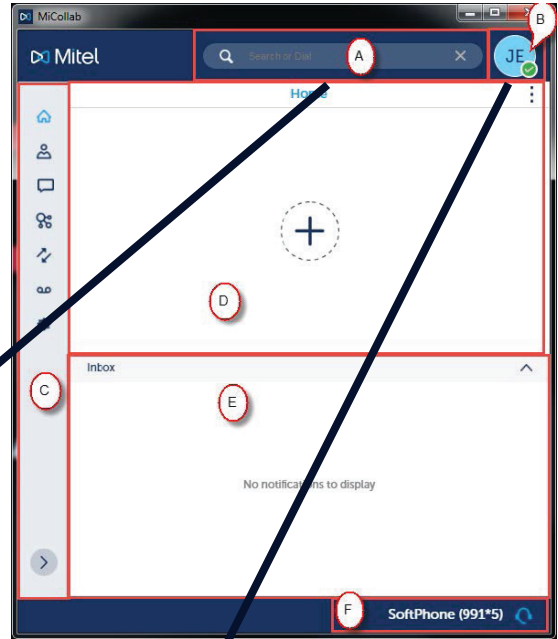 MiCollab
B
Mitel
Search or Dial
A
JE
Home
D
Inbox
C
E
No notifications to display
F
SoftPhone (991*5)